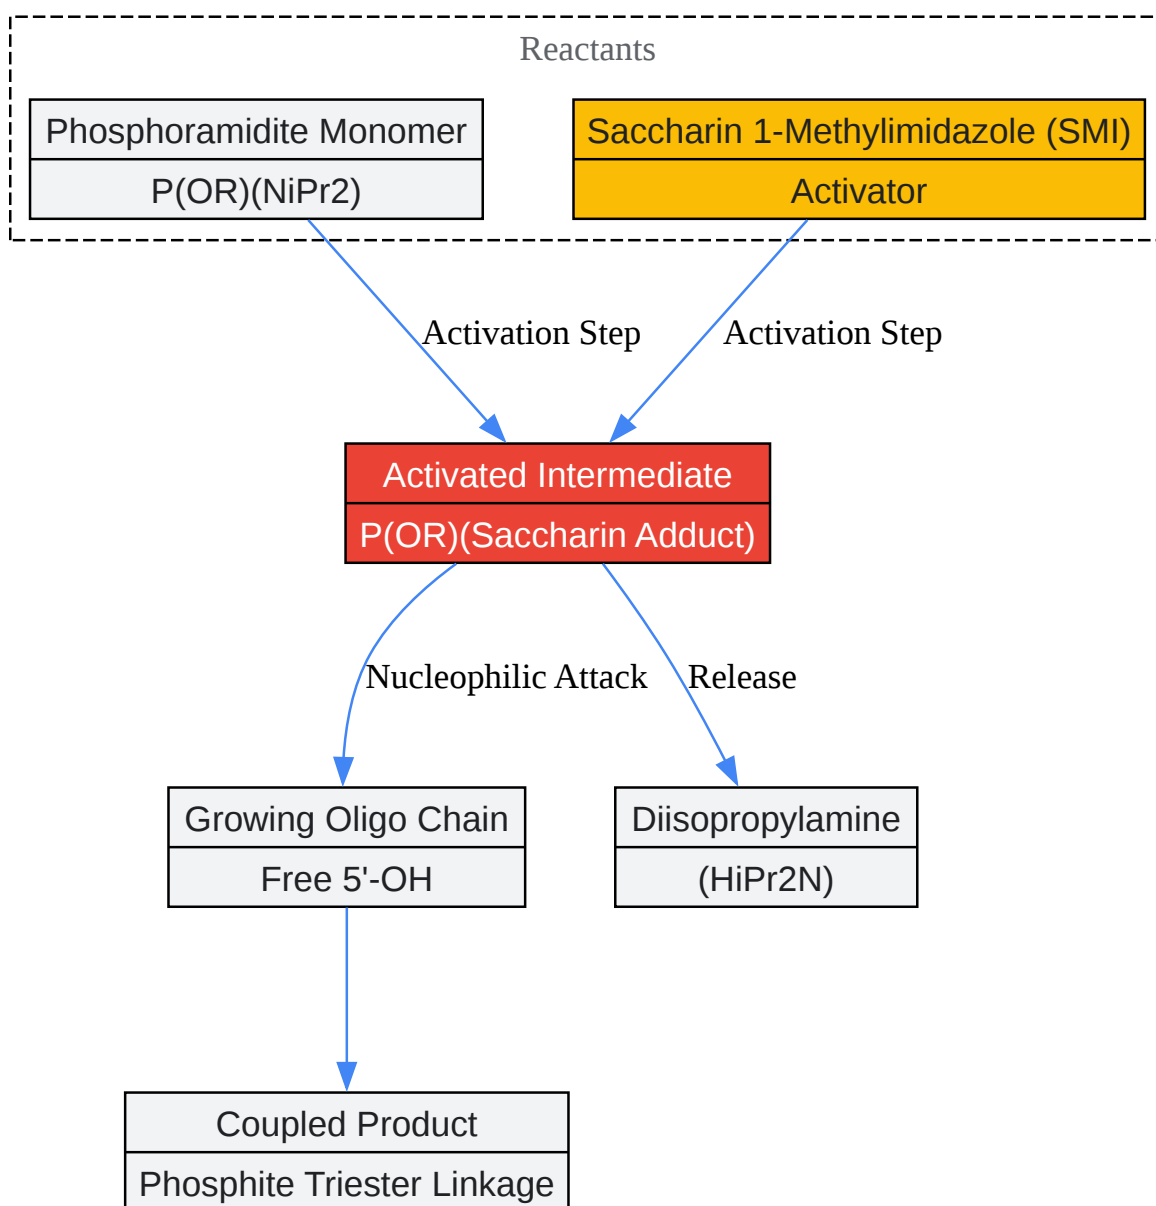 Reactants
Phosphoramidite Monomer
P(OR)(NiPr2)
Saccharin 1-Methylimidazole (SMI)
Activator
Activation Step
Activation Step
Activated Intermediate
P(OR)(Saccharin Adduct)
Nucleophilic Attack
Release
Growing Oligo Chain
Free 5'-OH
Diisopropylamine
(HiPr2N)
Coupled Product
Phosphite Triester Linkage